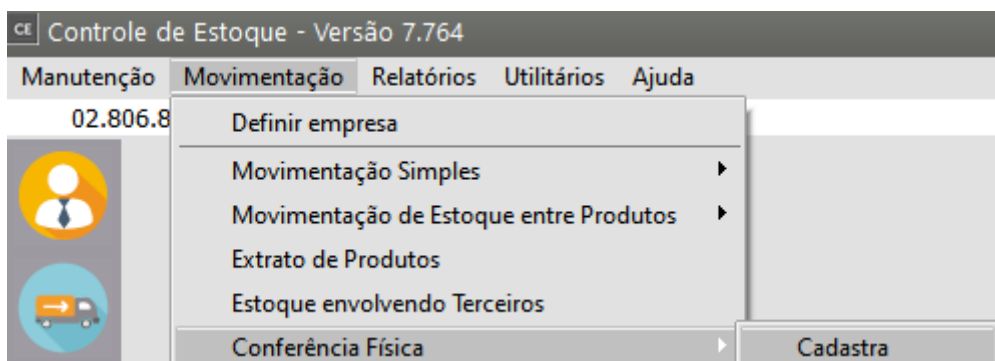 CE Controle de Estoque - Versão 7.764
Manutenção Movimentação Relatórios Utilitários Ajuda
02.806.8
Definir empresa
Movimentação Simples
Movimentação de Estoque entre Produtos
Extrato de Produtos
Estoque envolvendo Terceiros
Conferência Física Cadastra